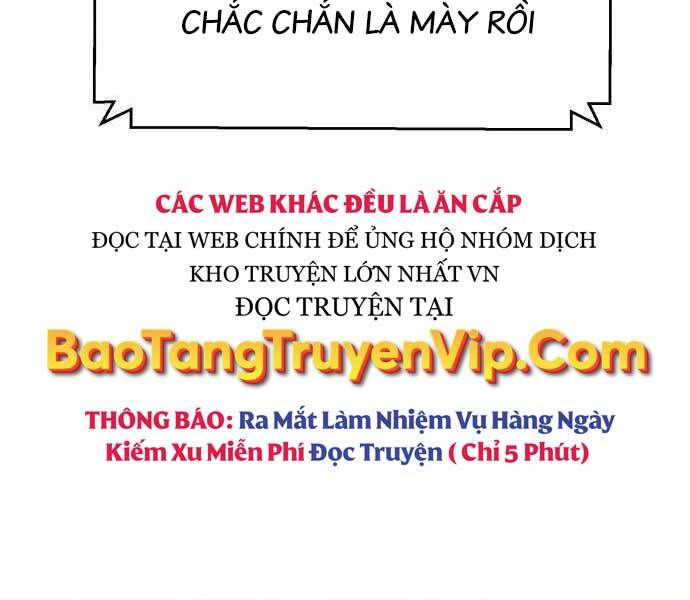 CHẮC CHẮN LÀ MÀY RỒI
CÁC WEB KHÁC ĐỀU LÀ ĂN CẮP
ĐỌC TẠI WEB CHÍNH ĐỂ ỦNG HỘ NHÓM DỊCH
KHO TRUYỆN LỚN NHẤT VN
ĐỌC TRUYỆN TẠI
BaoTangTruyenVip.Com
THÔNG BÁO: Ra Mắt Làm Nhiệm Vụ Hàng Ngày
Kiếm Xu Miễn Phí Đọc Truyện ( Chỉ 5 Phút)